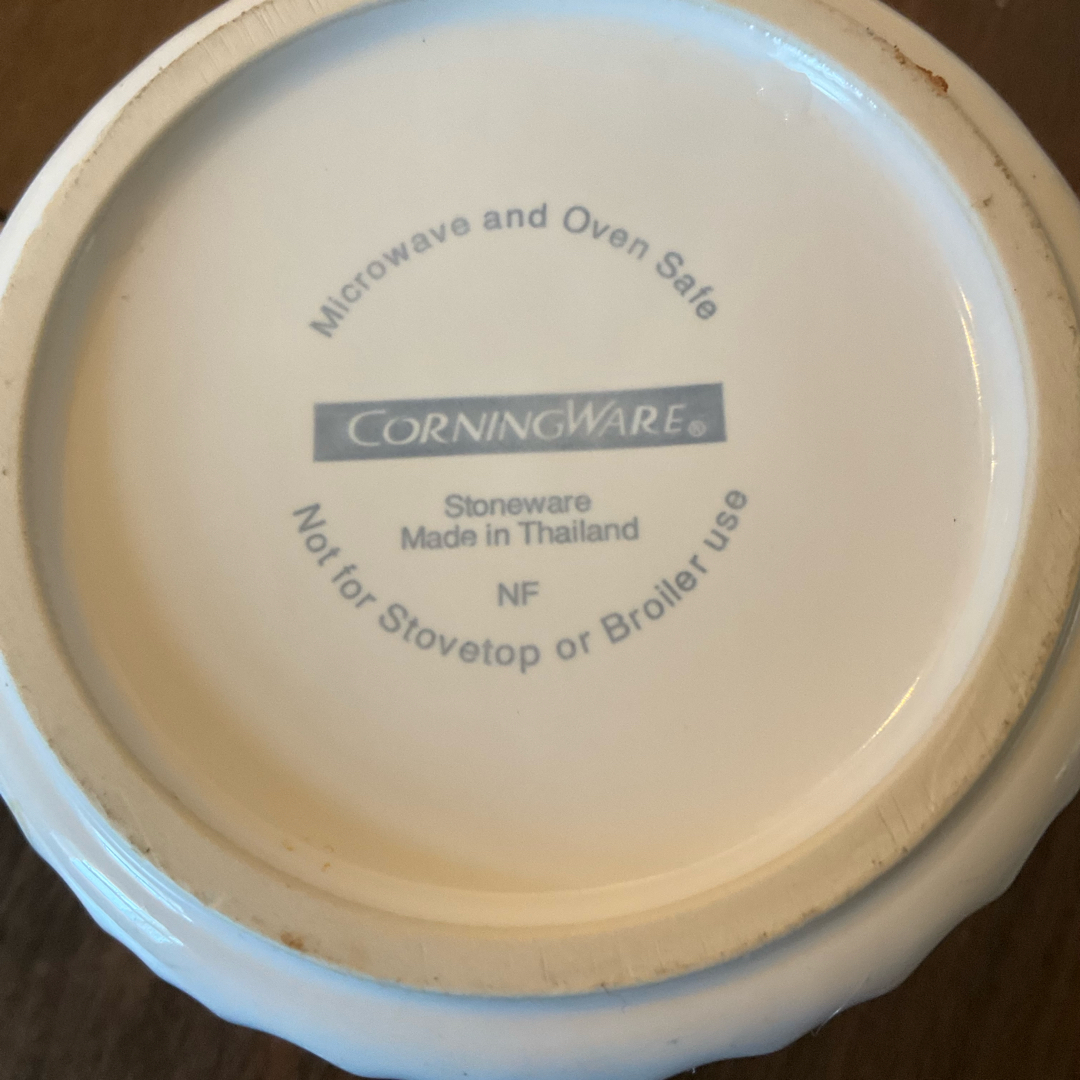 Microwave and Oven Safe
CORNINGWARE®
Stoneware
Made in Thailand
NF
Not for Stovetop or Broiler use